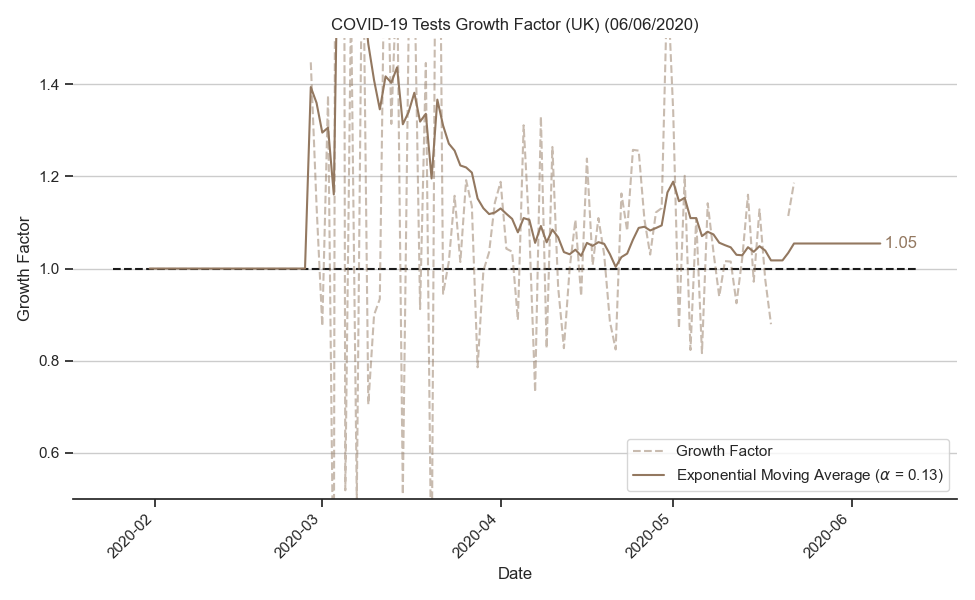 COVID-19 Tests Growth Factor (UK) (06/06/2020)
1.4
1.2
1.0
0.8
0.6
Growth Factor
1.05
Growth Factor
Exponential Moving Average (α = 0.13)
2020-02
2020-03
2020-04
2020-05
2020-06
Date